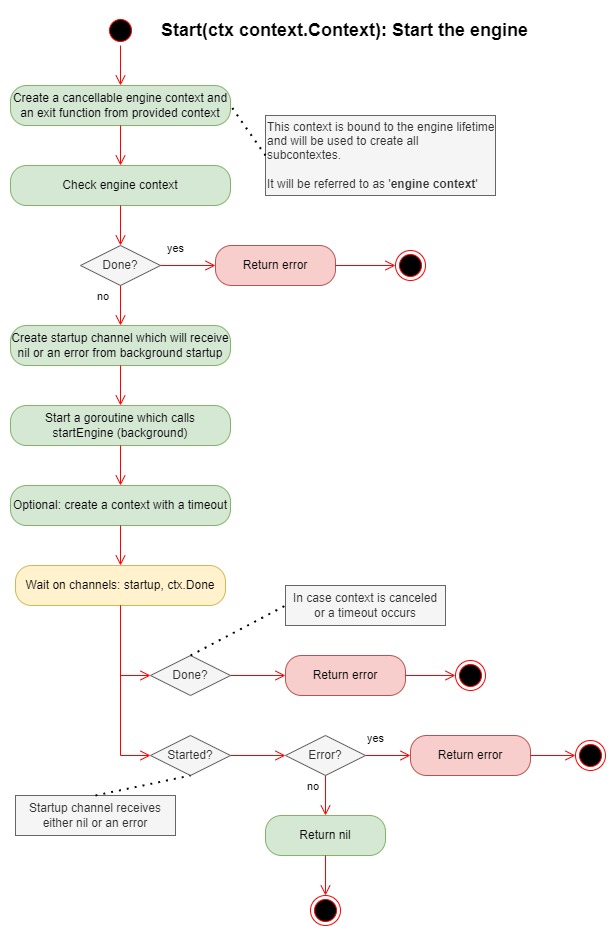 Start(ctx context.Context): Start the engine
Create a cancellable engine context and
an exit function from provided context
This context is bound to the engine lifetime
and will be used to create all
subcontextes.
It will be referred to as 'engine context'
Check engine context
Done?
yes
Return error
no
Create startup channel which will receive
nil or an error from background startup
Start a goroutine which calls
startEngine (background)
Optional: create a context with a timeout
Wait on channels: startup, ctx.Done
In case context is canceled
or a timeout occurs
Done?
Return error
Started?
Error?
yes
Return error
no
Startup channel receives
either nil or an error
Return nil